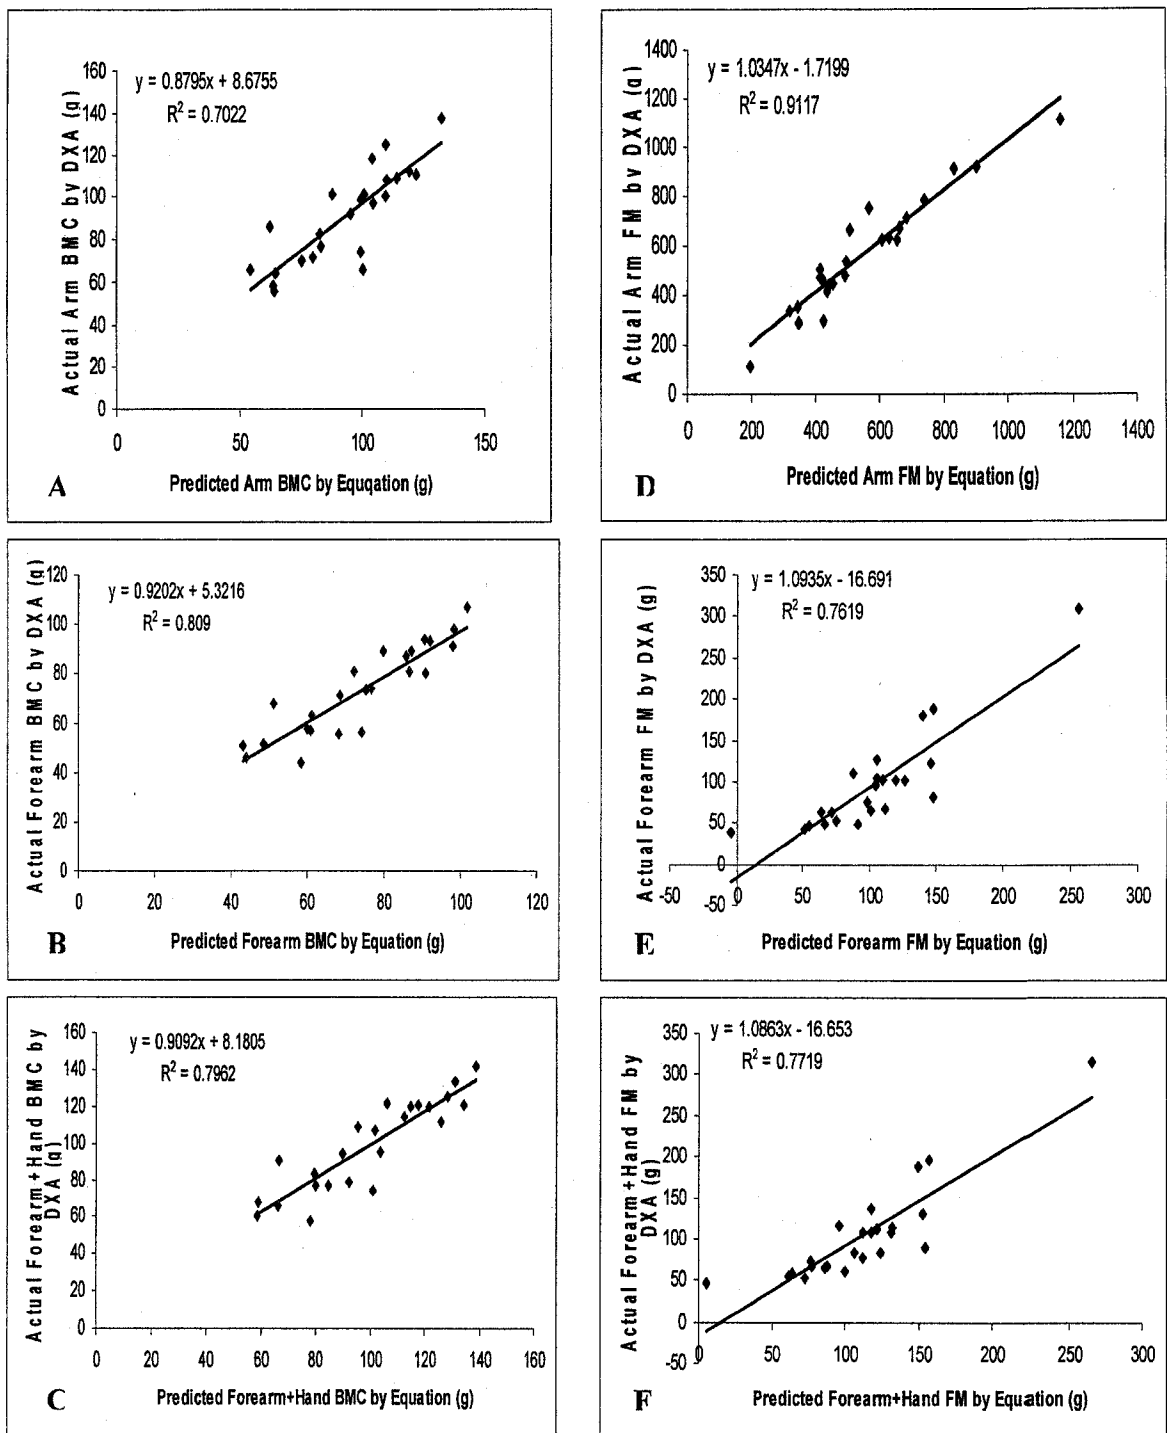 y = 0.8795x + 8.6755
R² = 0.7022
Actual Arm BMC by DXA (g)
160
140
120
100
80
60
40
20
0
0 50 100 150
Predicted Arm BMC by Equqation (g)
A
y = 1.0347x - 1.7199
R² = 0.9117
Actual Arm FM by DXA (g)
1400
1200
1000
800
600
400
200
0
0 200 400 600 800 1000 1200 1400
Predicted Arm FM by Equation (g)
D
y = 0.9202x + 5.3216
R² = 0.809
Actual Forearm BMC by DXA (g)
120
100
80
60
40
20
0
0 20 40 60 80 100 120
Predicted Forearm BMC by Equation (g)
B
y = 1.0935x - 16.691
R² = 0.7619
Actual Forearm FM by DXA (g)
350
300
250
200
150
100
50
0
-50
-50 0 50 100 150 200 250 300
Predicted Forearm FM by Equation (g)
E
y = 0.9092x + 8.1805
R² = 0.7962
Actual Forearm+Hand BMC by
DXA (g)
160
140
120
100
80
60
40
20
0
0 20 40 60 80 100 120 140 160
Predicted Forearm+Hand BMC by Equation (g)
C
y = 1.0863x - 16.653
R² = 0.7719
Actual Forearm+Hand FM by
DXA (g)
350
300
250
200
150
100
50
0
-50
0 50 100 150 200 250 300
Predicted Forearm+Hand FM by Equation (g)
F